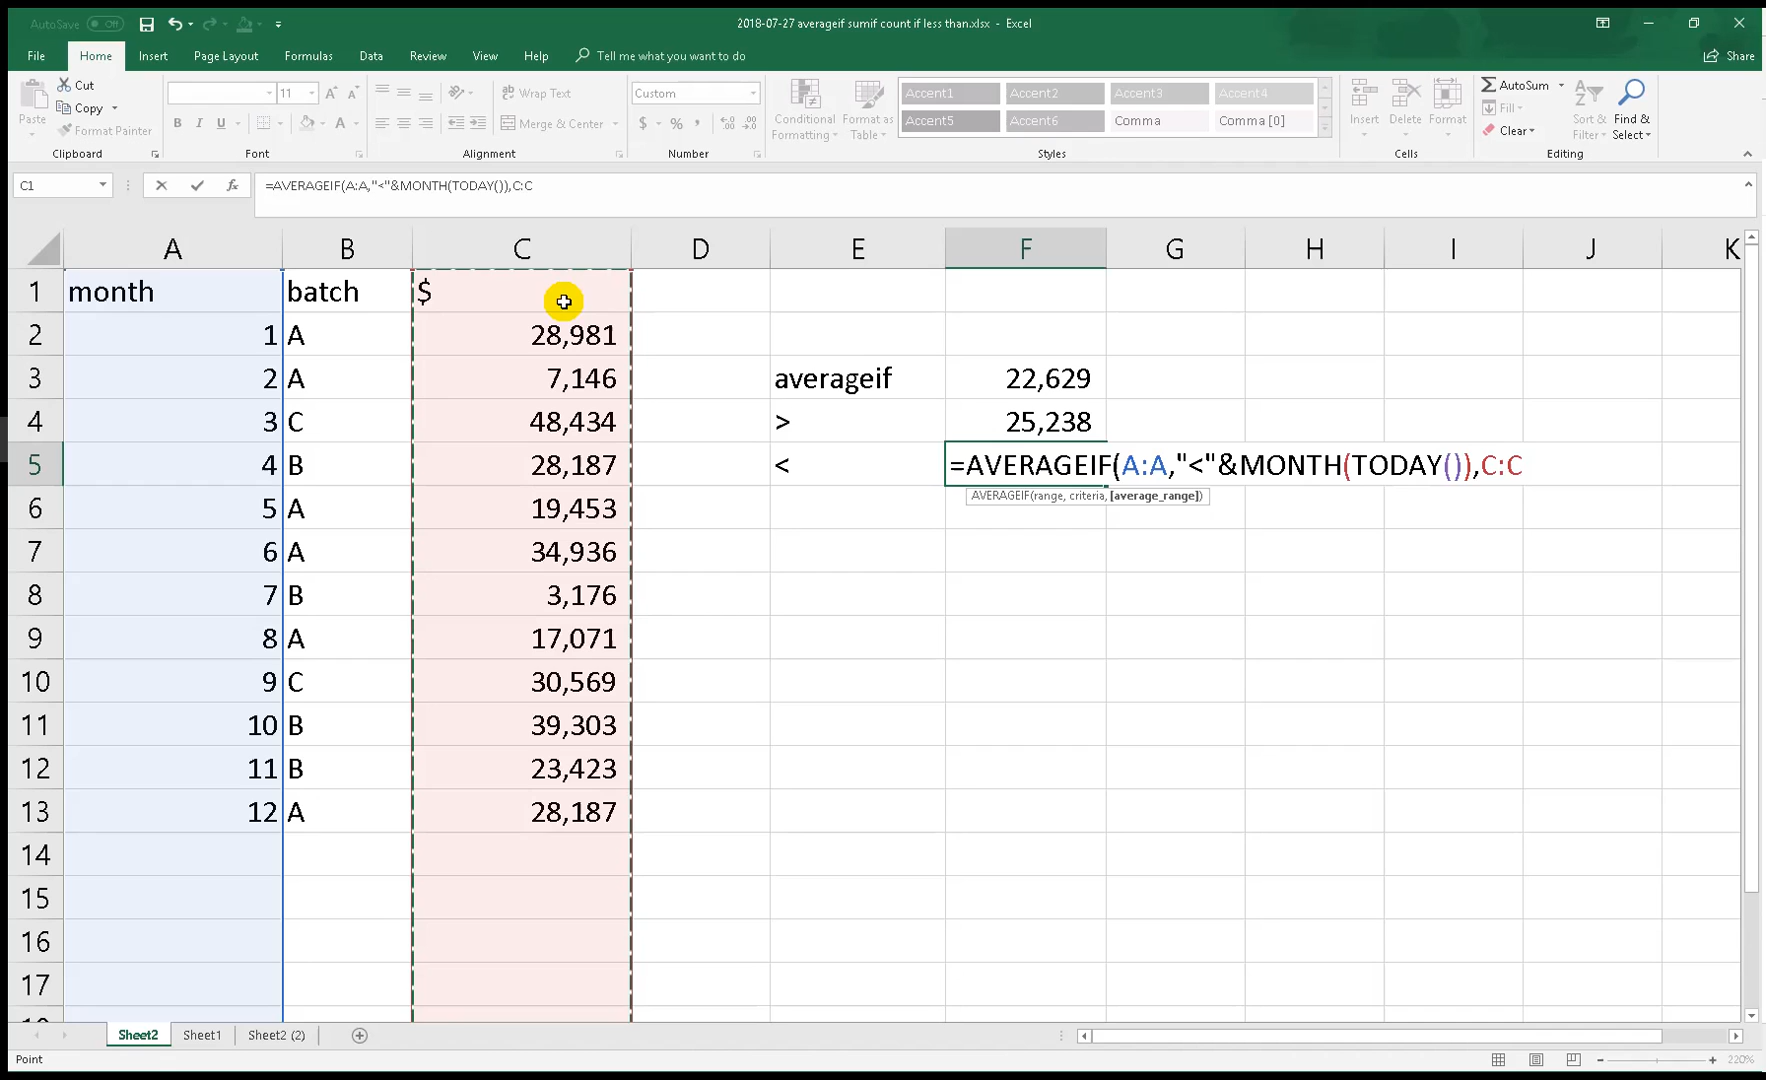 AutoSave Off
2018-07-27 averageif sumif count if less than.xlsx - Excel
File Home Insert Page Layout Formulas Data Review View Help Tell me what you want to do Share
Paste
Cut
Copy
Format Painter
11
B I U
Wrap Text
Merge & Center
Custom
$ %
Conditional Formatting
Format as Table
Accent1 Accent2 Accent3 Accent4
Accent5 Accent6 Comma Comma [0]
Insert Delete Format
AutoSum
Fill
Clear
Sort & Filter
Find & Select
Clipboard Font Alignment Number Styles Cells Editing
C1 fx =AVERAGEIF(A:A,"<"&MONTH(TODAY()),C:C
A B C D E F G H I J K
1 month batch $
2 1 A 28,981
3 2 A 7,146 averageif 22,629
4 3 C 48,434 > 25,238
5 4 B 28,187 < =AVERAGEIF(A:A,"<"&MONTH(TODAY()),C:C
AVERAGEIF(range, criteria, [average_range])
6 5 A 19,453
7 6 A 34,936
8 7 B 3,176
9 8 A 17,071
10 9 C 30,569
11 10 B 39,303
12 11 B 23,423
13 12 A 28,187
14
15
16
17
Sheet2 Sheet1 Sheet2 (2)
Point 220%